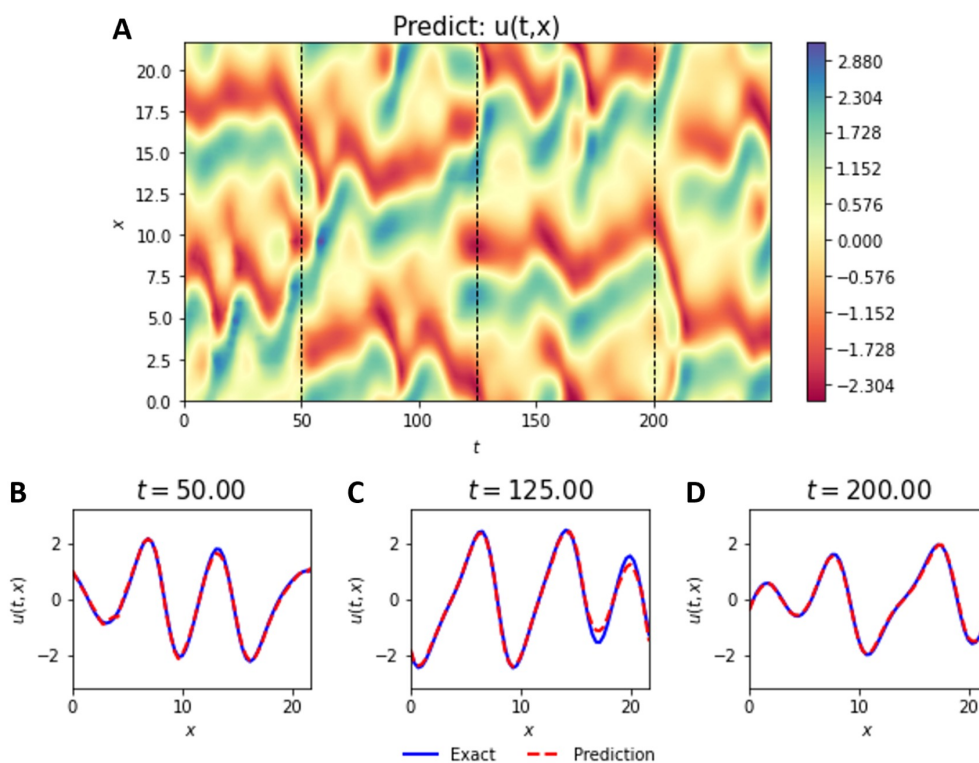 A
Predict: u(t,x)
20.0
17.5
15.0
12.5
10.0
7.5
5.0
2.5
0.0
x
0
50
100
150
200
t
2.880
2.304
1.728
1.152
0.576
0.000
−0.576
−1.152
−1.728
−2.304
B
t = 50.00
u(t, x)
2
0
−2
0
10
20
x
C
t = 125.00
u(t, x)
2
0
−2
0
10
20
x
D
t = 200.00
u(t, x)
2
0
−2
0
10
20
x
Exact
Prediction